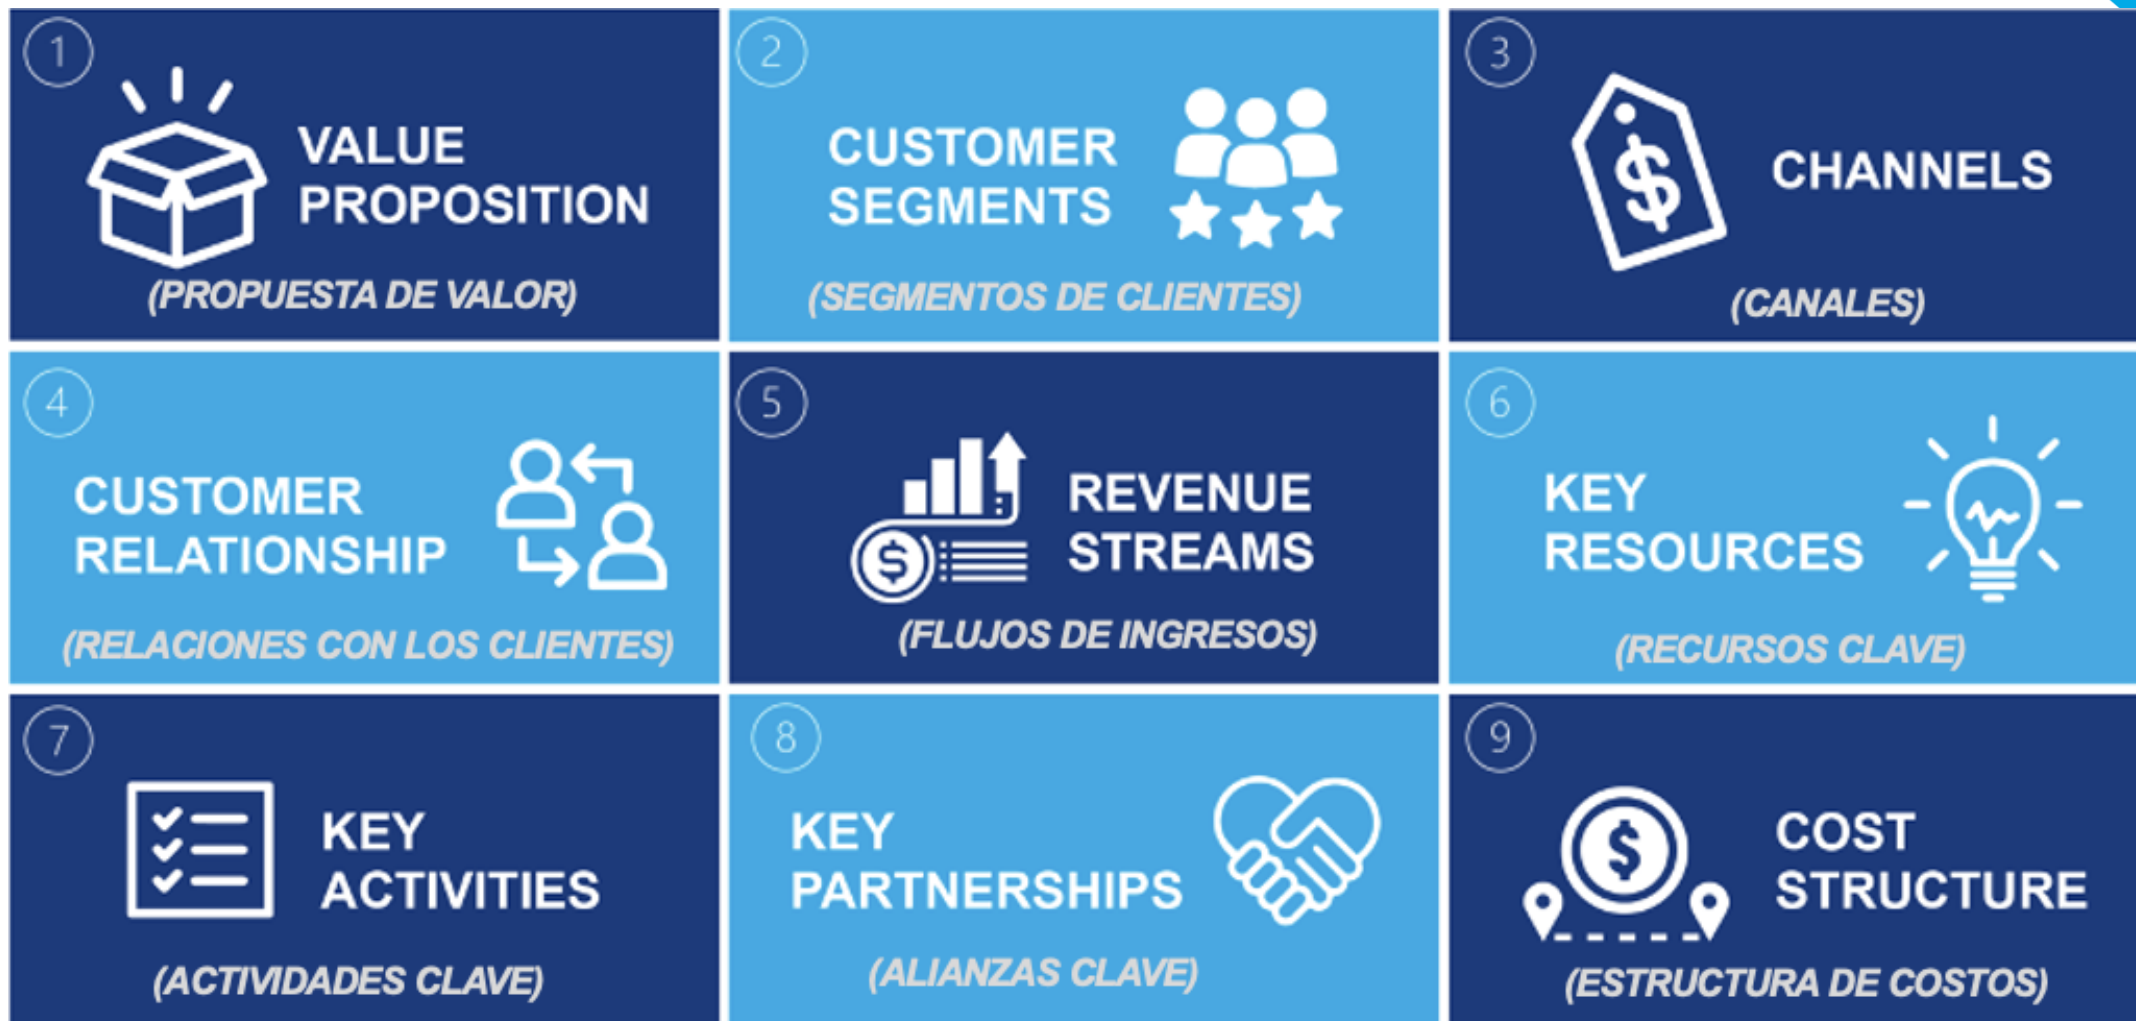 1
VALUE
PROPOSITION
(PROPUESTA DE VALOR)
2
CUSTOMER
SEGMENTS
(SEGMENTOS DE CLIENTES)
3
$
CHANNELS
(CANALES)
4
CUSTOMER
RELATIONSHIP
(RELACIONES CON LOS CLIENTES)
5
$
REVENUE
STREAMS
(FLUJOS DE INGRESOS)
6
KEY
RESOURCES
(RECURSOS CLAVE)
7
KEY
ACTIVITIES
(ACTIVIDADES CLAVE)
8
KEY
PARTNERSHIPS
(ALIANZAS CLAVE)
9
$
COST
STRUCTURE
(ESTRUCTURA DE COSTOS)